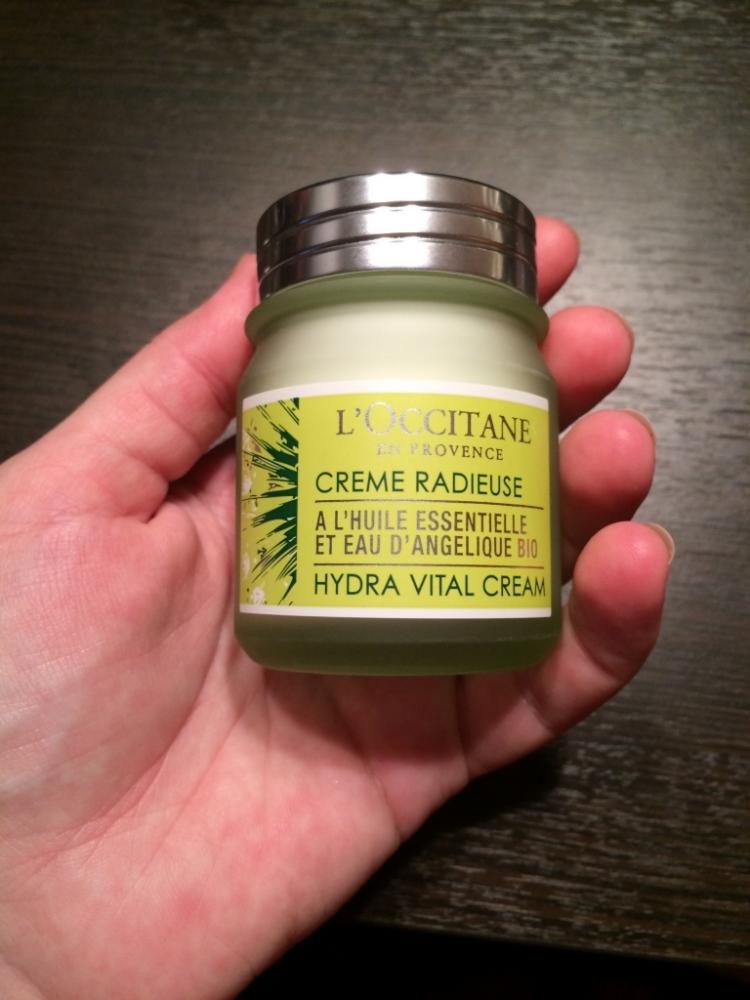 L'OCCITANE
EN PROVENCE
CREME RADIEUSE
A L'HUILE ESSENTIELLE
ET EAU D'ANGELIQUE BIO
HYDRA VITAL CREAM